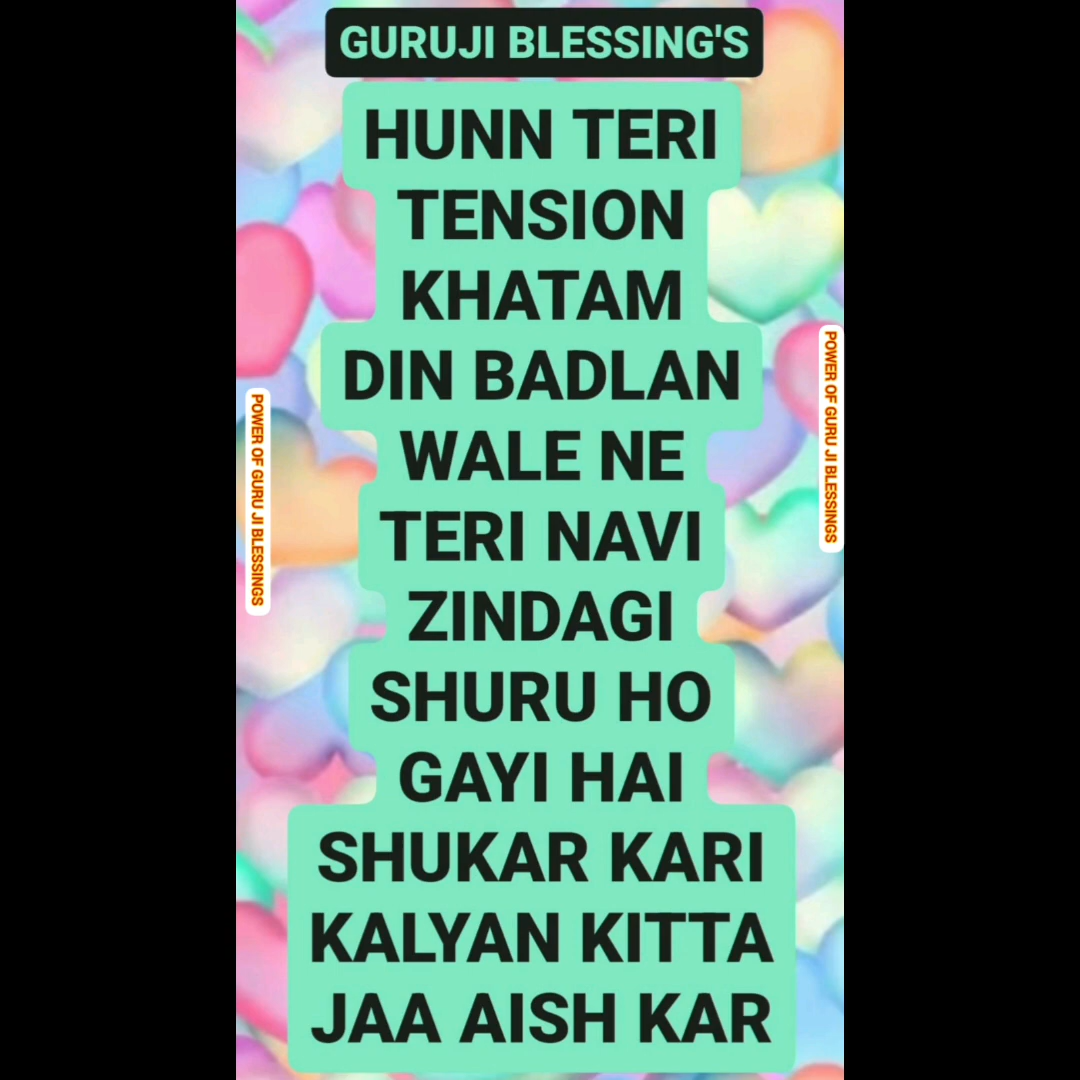 GURUJI BLESSING'S
HUNN TERI
TENSION
KHATAM
DIN BADLAN
WALE NE
TERI NAVI
ZINDAGI
SHURU HO
GAYI HAI
SHUKAR KARI
KALYAN KITTA
JAA AISH KAR
POWER OF GURU JI BLESSINGS
POWER OF GURU JI BLESSINGS